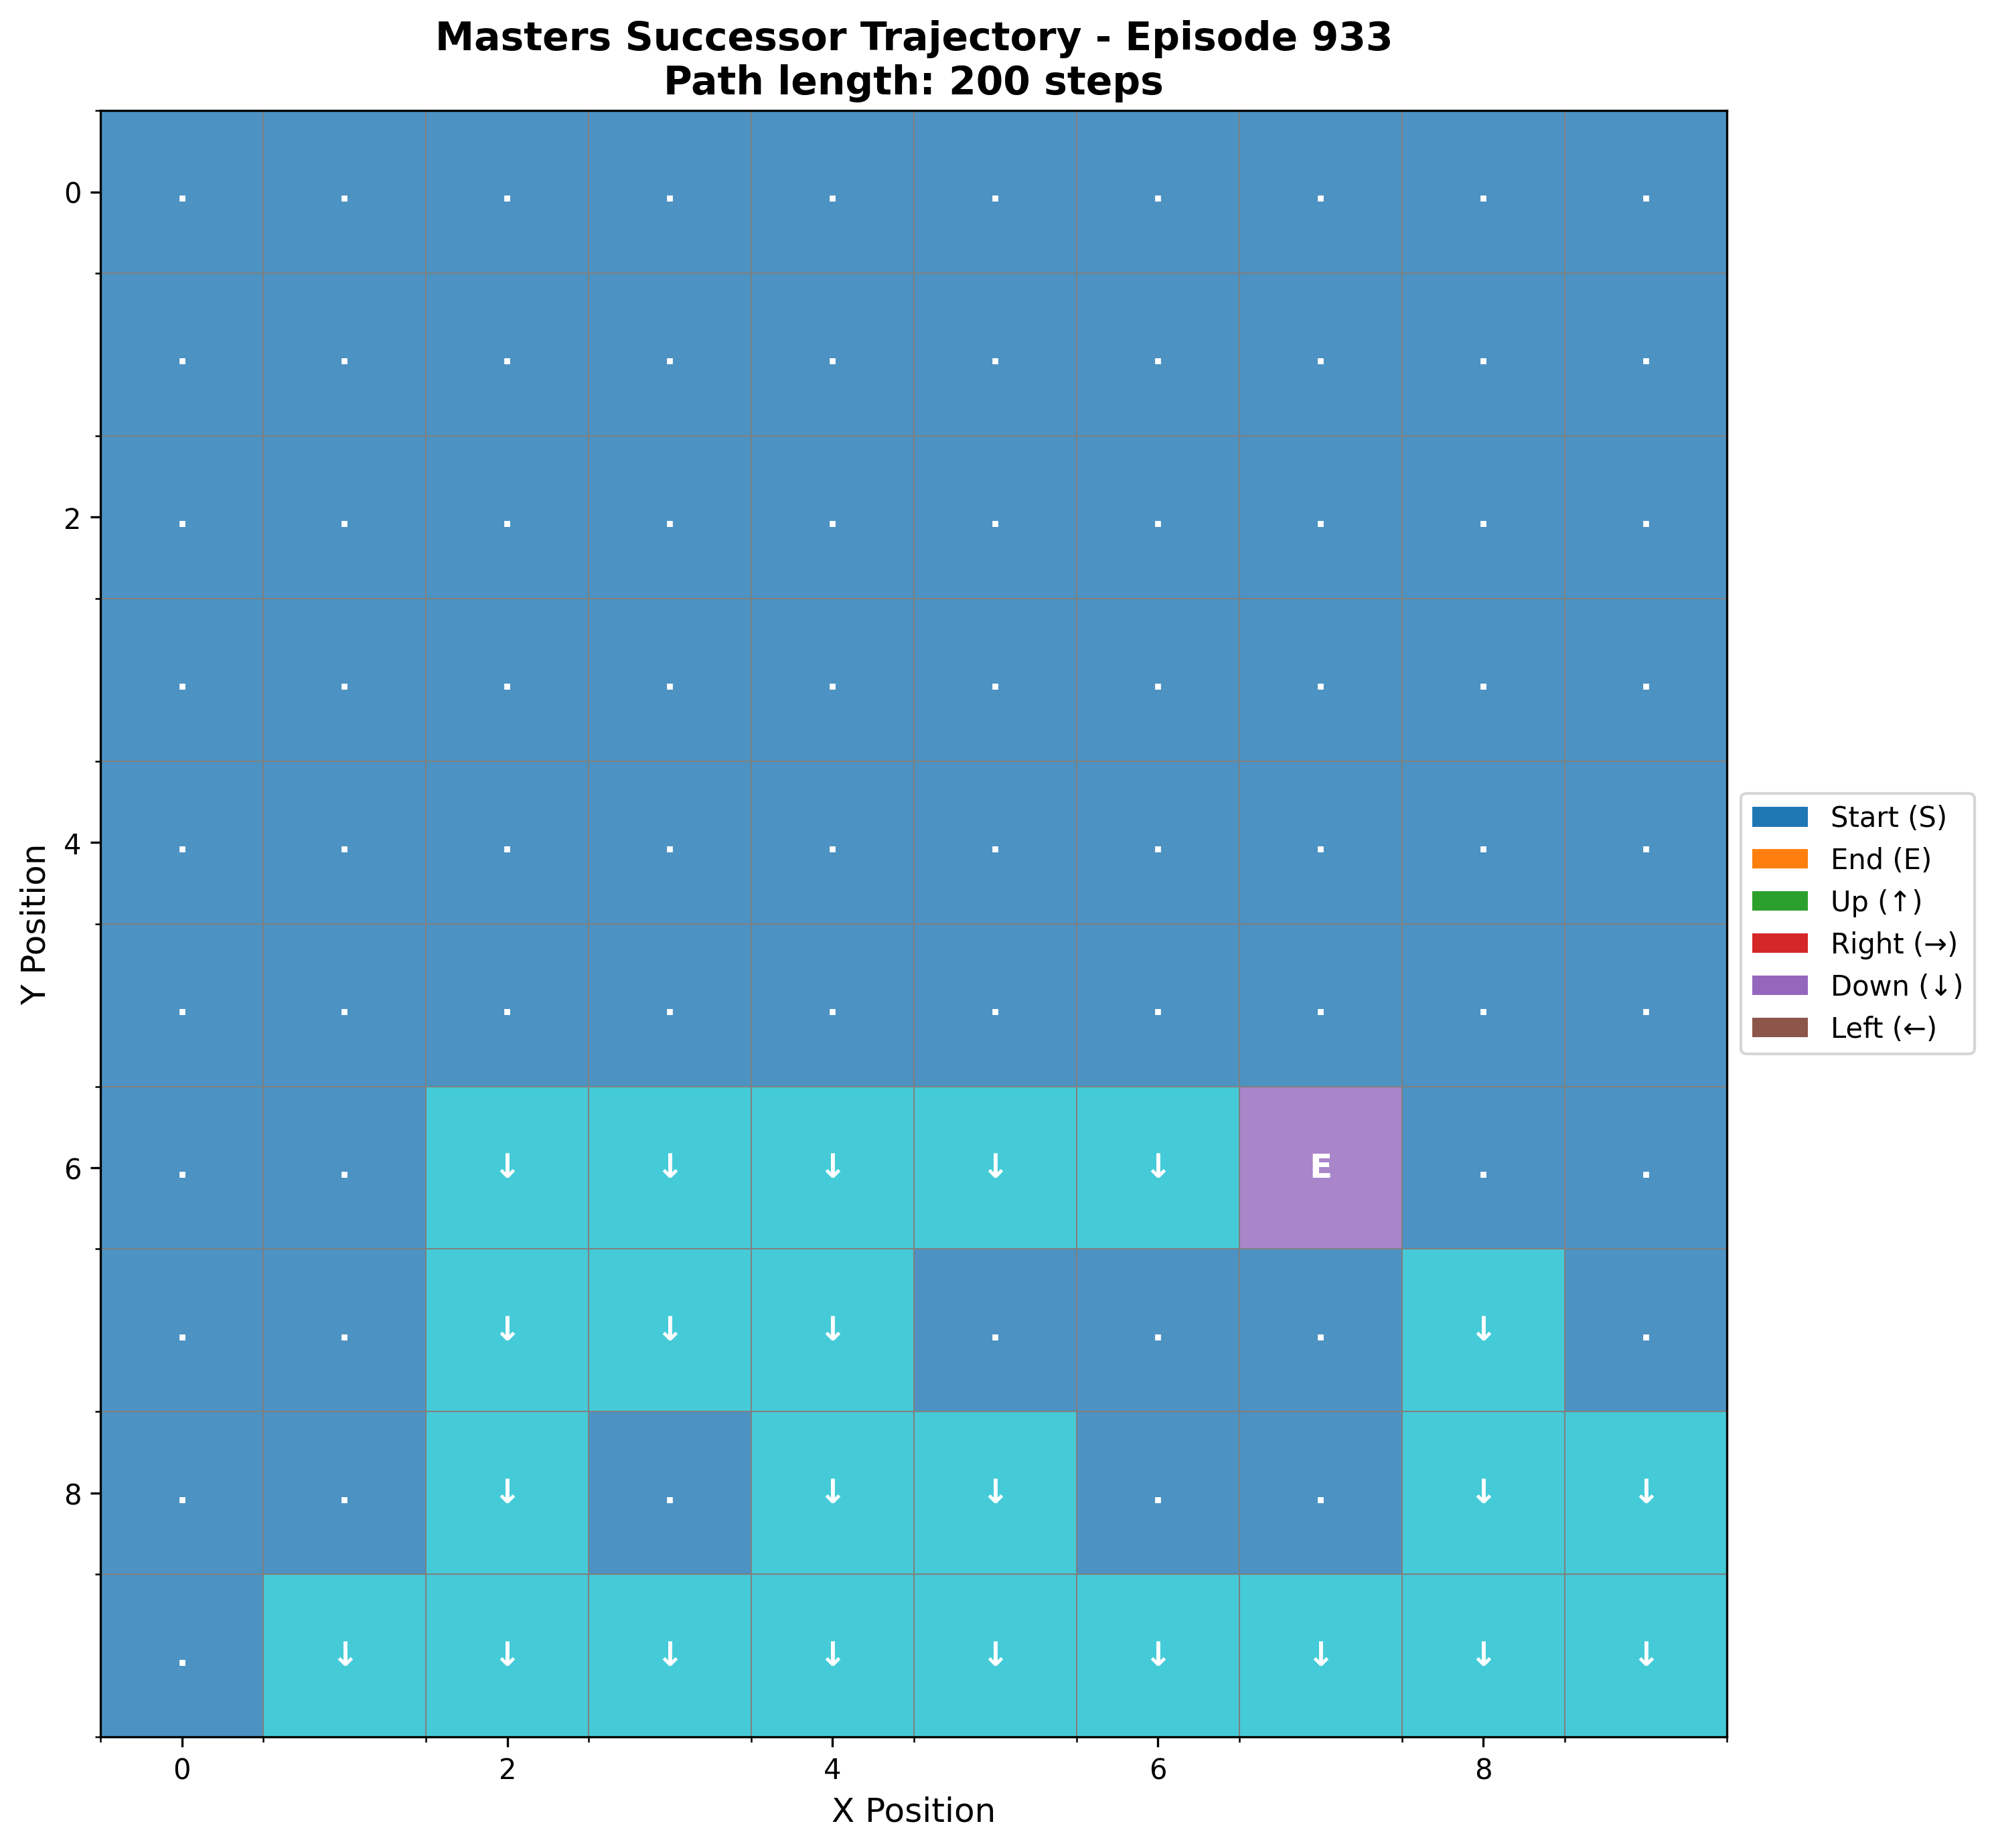 Masters Successor Trajectory - Episode 933
Path length: 200 steps
0 . . . . . . . . . .
. . . . . . . . . .
2 . . . . . . . . . .
. . . . . . . . . .
4 . . . . . . . . . .
. . . . . . . . . .
6 . . ↓ ↓ ↓ ↓ ↓ E . .
. . ↓ ↓ ↓ . . . ↓ .
8 . . ↓ . ↓ ↓ . . ↓ ↓
. ↓ ↓ ↓ ↓ ↓ ↓ ↓ ↓ ↓
0 2 4 6 8
X Position
Y Position
Start (S)
End (E)
Up (↑)
Right (→)
Down (↓)
Left (←)